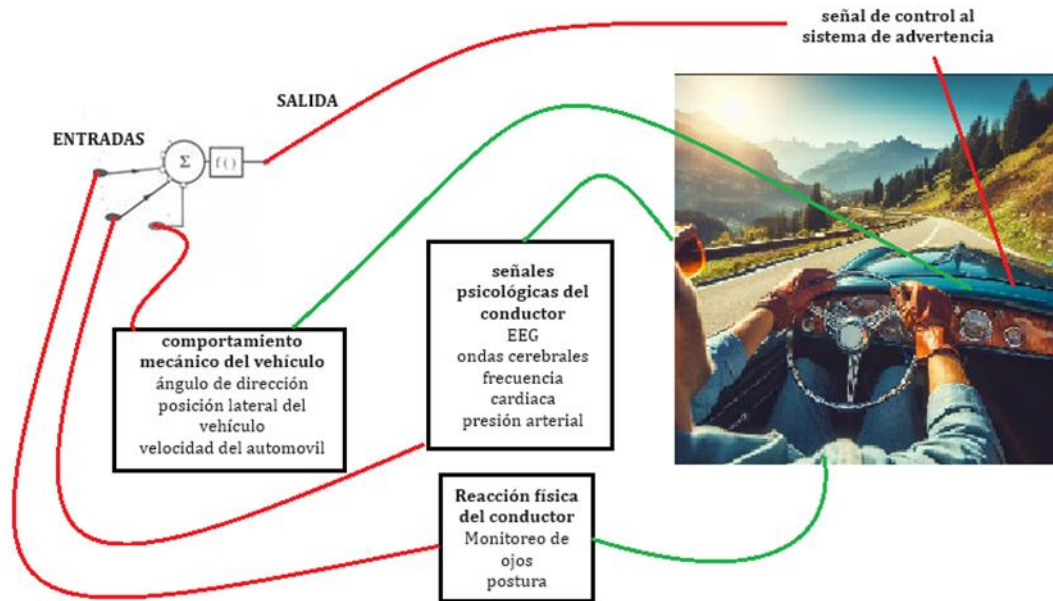 señal de control al
sistema de advertencia
SALIDA
ENTRADAS
Σ
f()
señales
psicológicas del
conductor
EEG
ondas cerebrales
frecuencia
cardiaca
presión arterial
comportamiento
mecánico del vehículo
ángulo de dirección
posición lateral del
vehículo
velocidad del automovil
Reacción física
del conductor
Monitoreo de
ojos
postura